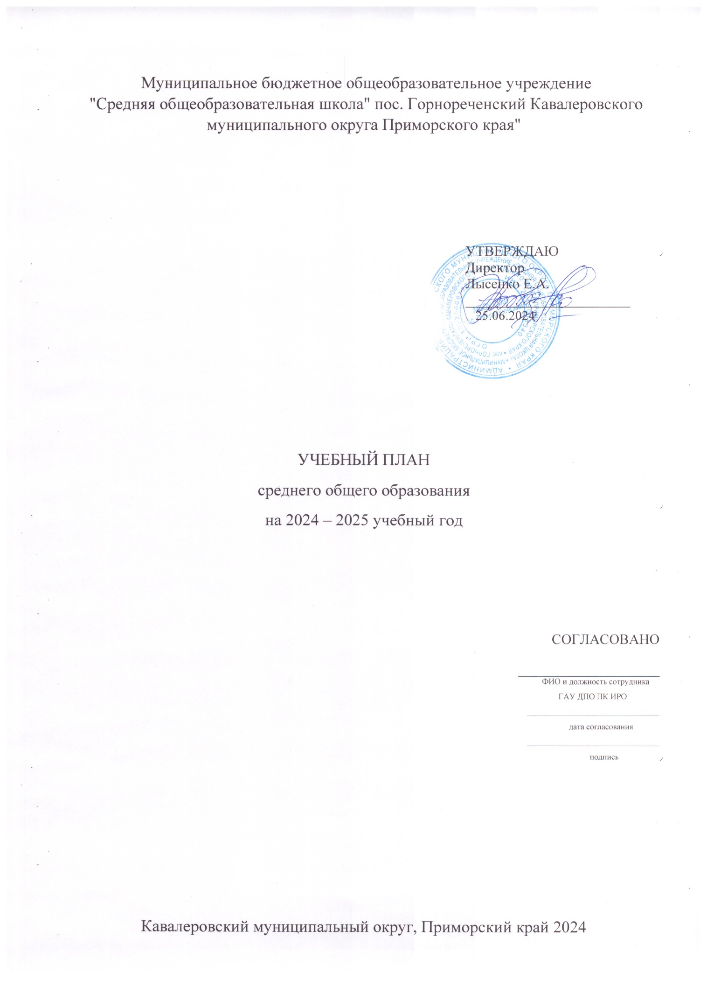 Муниципальное бюджетное общеобразовательное учреждение
"Средняя общеобразовательная школа" пос. Горнореченский Кавалеровского
муниципального округа Приморского края"
УТВЕРЖДАЮ
Директор
Лысенко Е.А.
25.06.2024
УЧЕБНЫЙ ПЛАН
среднего общего образования
на 2024 – 2025 учебный год
СОГЛАСОВАНО
ФИО и должность сотрудника
ГАУ ДПО ПК ИРО
дата согласования
подпись
Кавалеровский муниципальный округ, Приморский край 2024